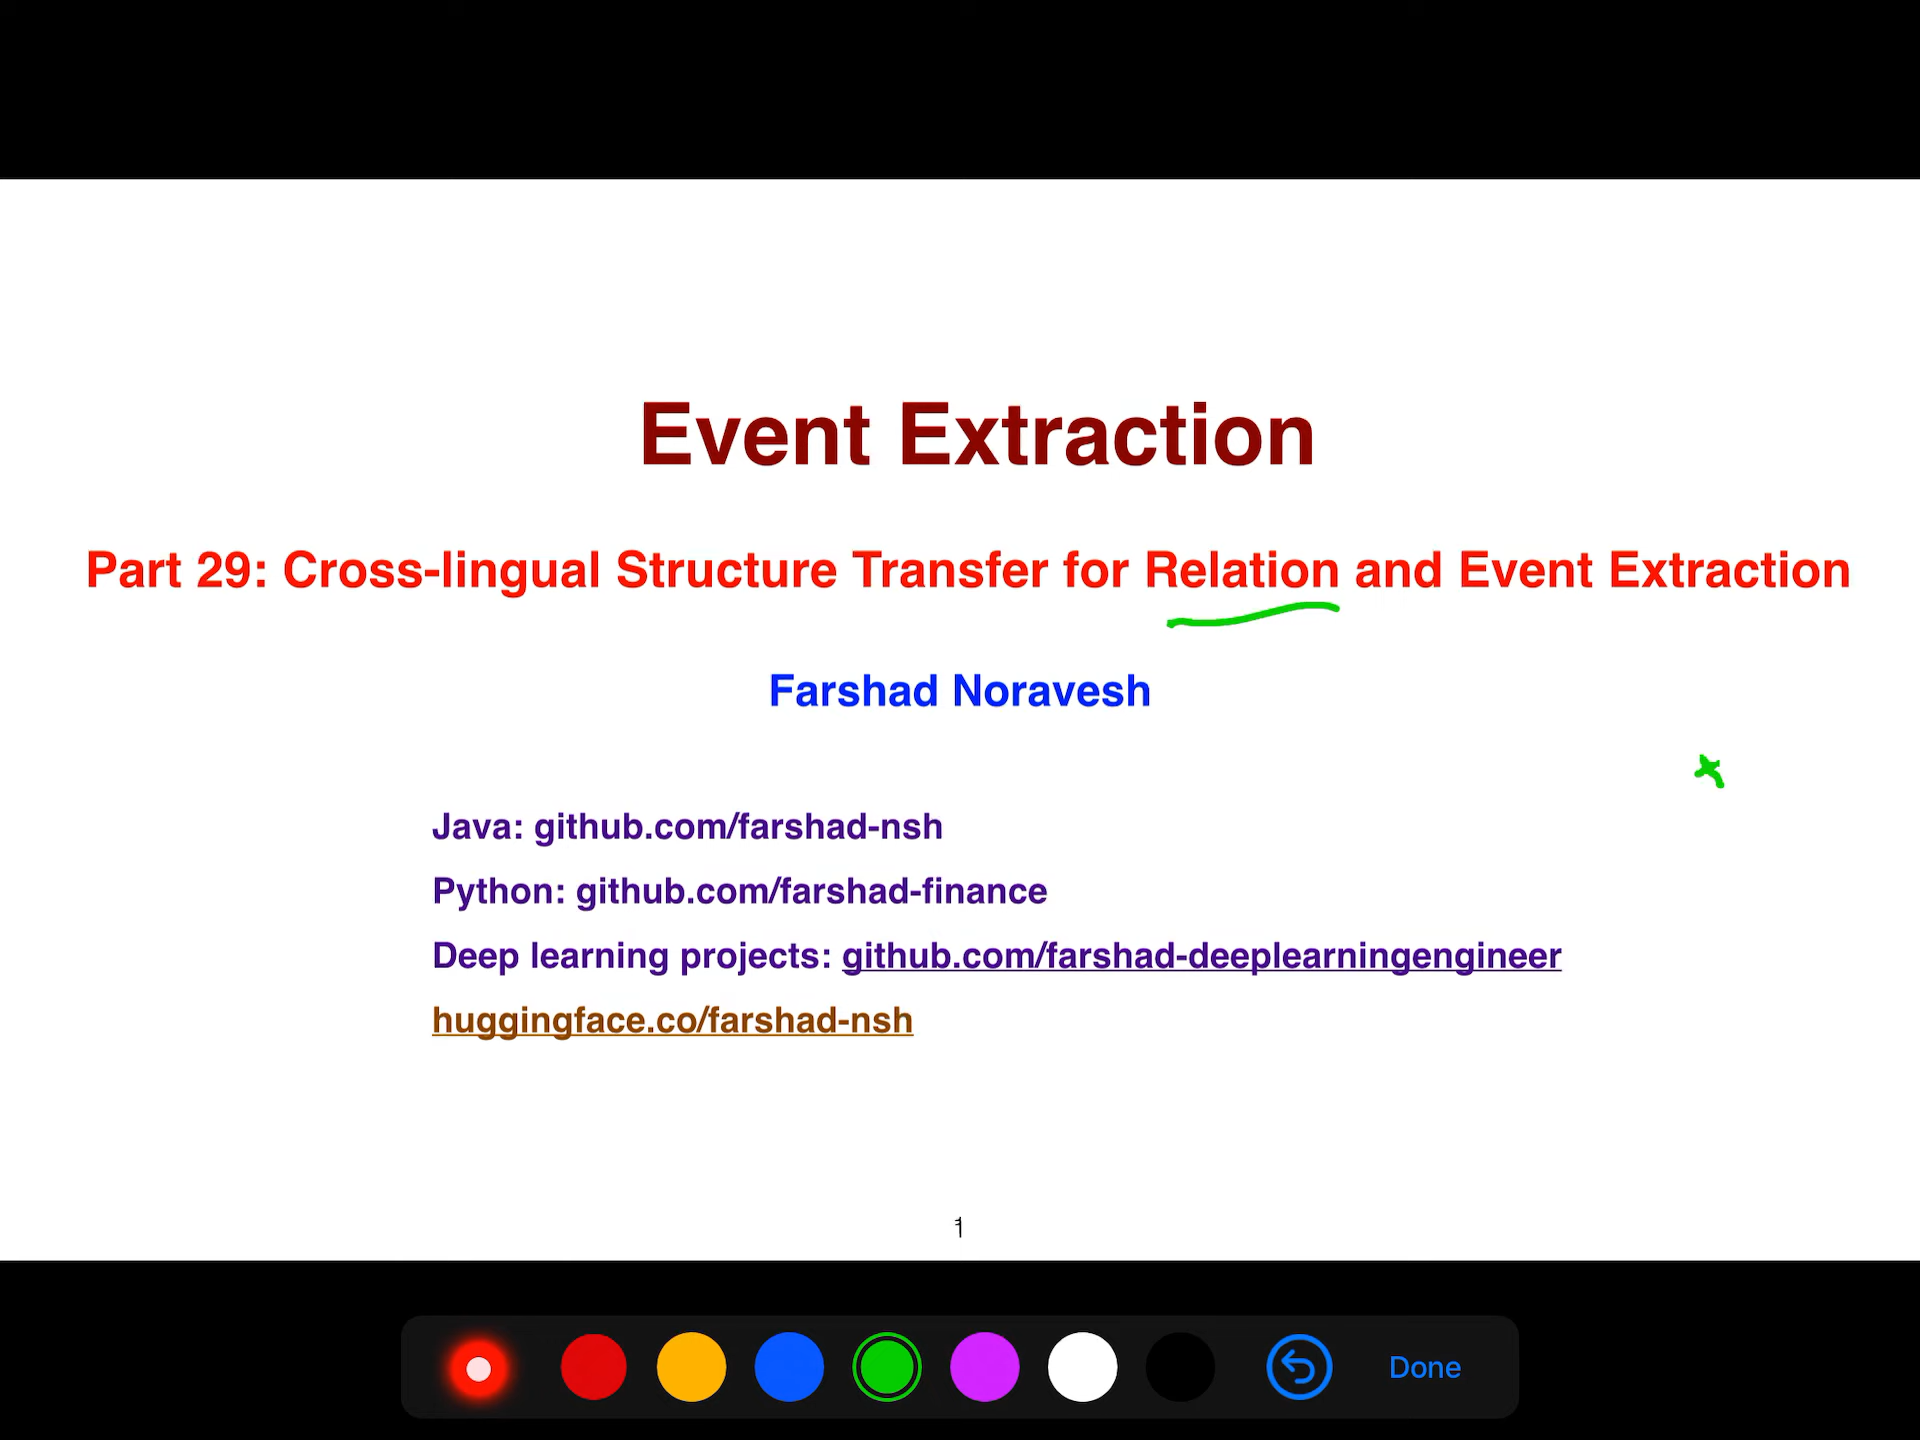 Event Extraction
Part 29: Cross-lingual Structure Transfer for Relation and Event Extraction
Farshad Noravesh
Java: github.com/farshad-nsh
Python: github.com/farshad-finance
Deep learning projects: github.com/farshad-deeplearningengineer
huggingface.co/farshad-nsh
1
Done